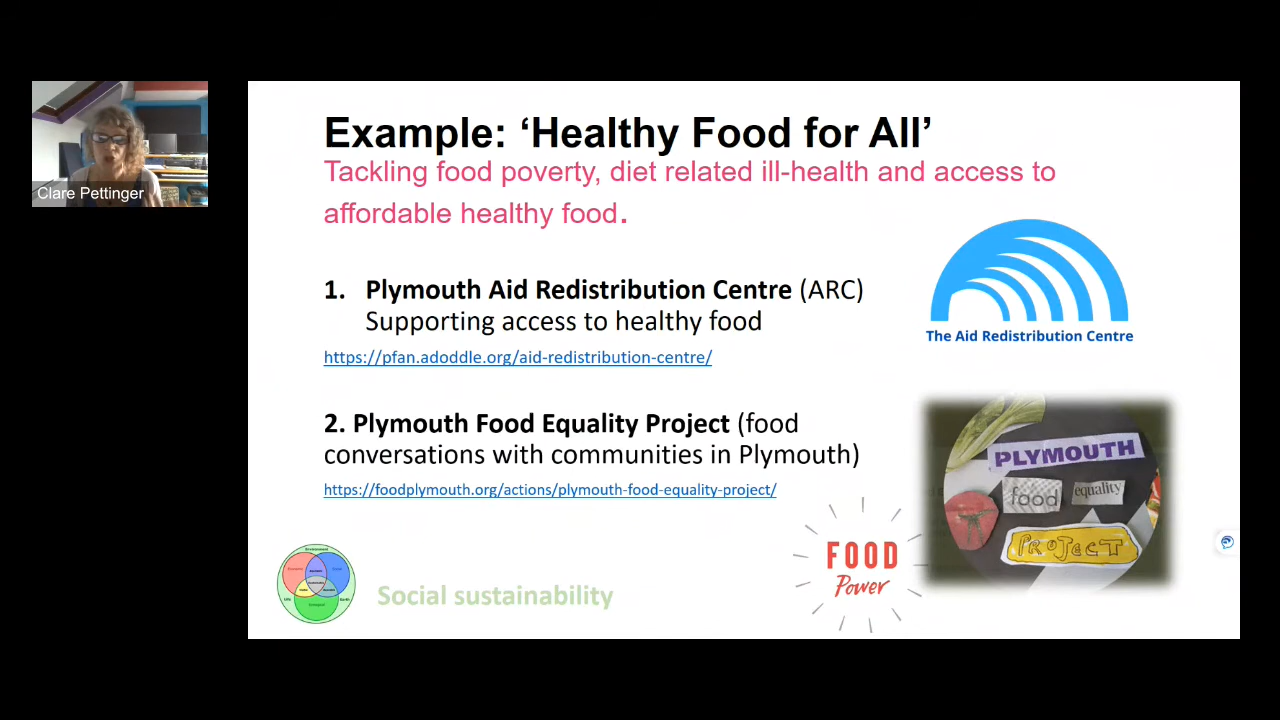 Clare Pettinger
Example: ‘Healthy Food for All’
Tackling food poverty, diet related ill-health and access to
affordable healthy food.
1. Plymouth Aid Redistribution Centre (ARC)
Supporting access to healthy food
https://pfan.adoddle.org/aid-redistribution-centre/
The Aid Redistribution Centre
2. Plymouth Food Equality Project (food
conversations with communities in Plymouth)
https://foodplymouth.org/actions/plymouth-food-equality-project/
PLYMOUTH
food equality
PROJECT
FOOD
Power
Social sustainability